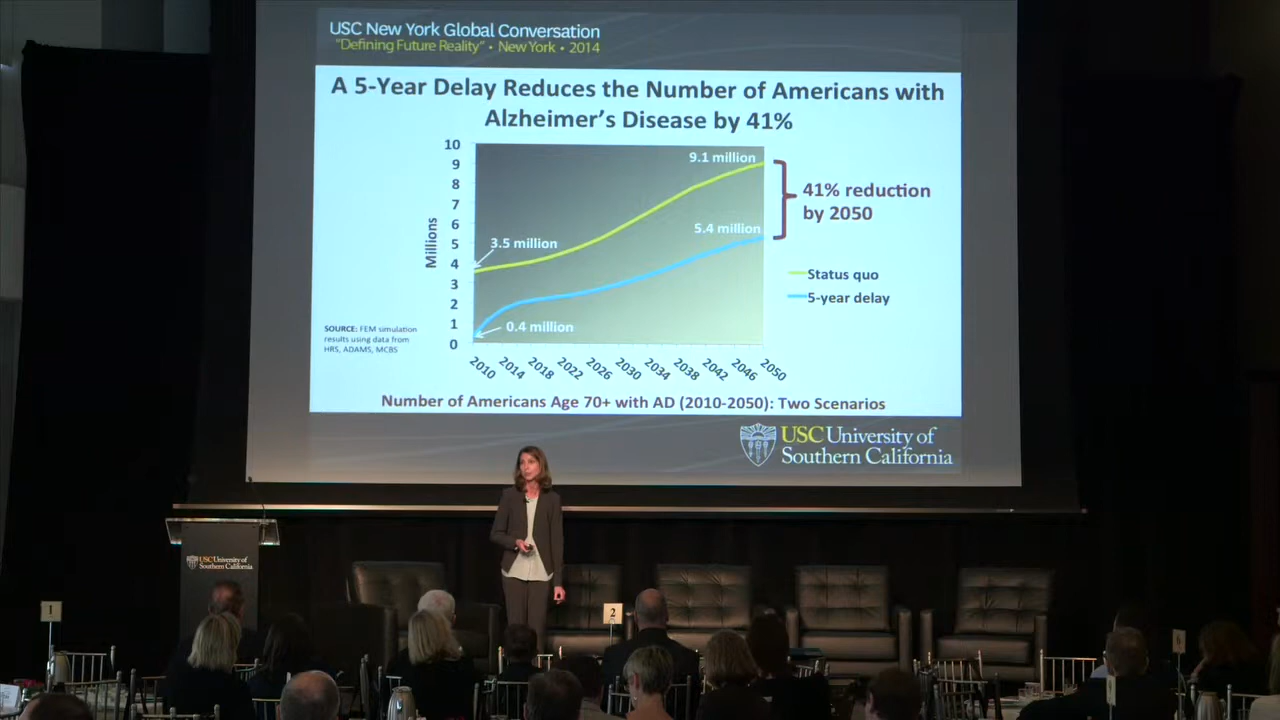 USC New York Global Conversation
"Defining Future Reality" • New York • 2014
A 5-Year Delay Reduces the Number of Americans with
Alzheimer's Disease by 41%
10
9
8
7
6
5
4
3
2
1
0
Millions
9.1 million
3.5 million
5.4 million
0.4 million
41% reduction
by 2050
Status quo
5-year delay
SOURCE: FEM simulation
results using data from
HRS, ADAMS, MCBS
2010
2014
2018
2022
2026
2030
2034
2038
2042
2046
2050
Number of Americans Age 70+ with AD (2010-2050): Two Scenarios
USC University of
Southern California
USC University of
Southern California
1
2